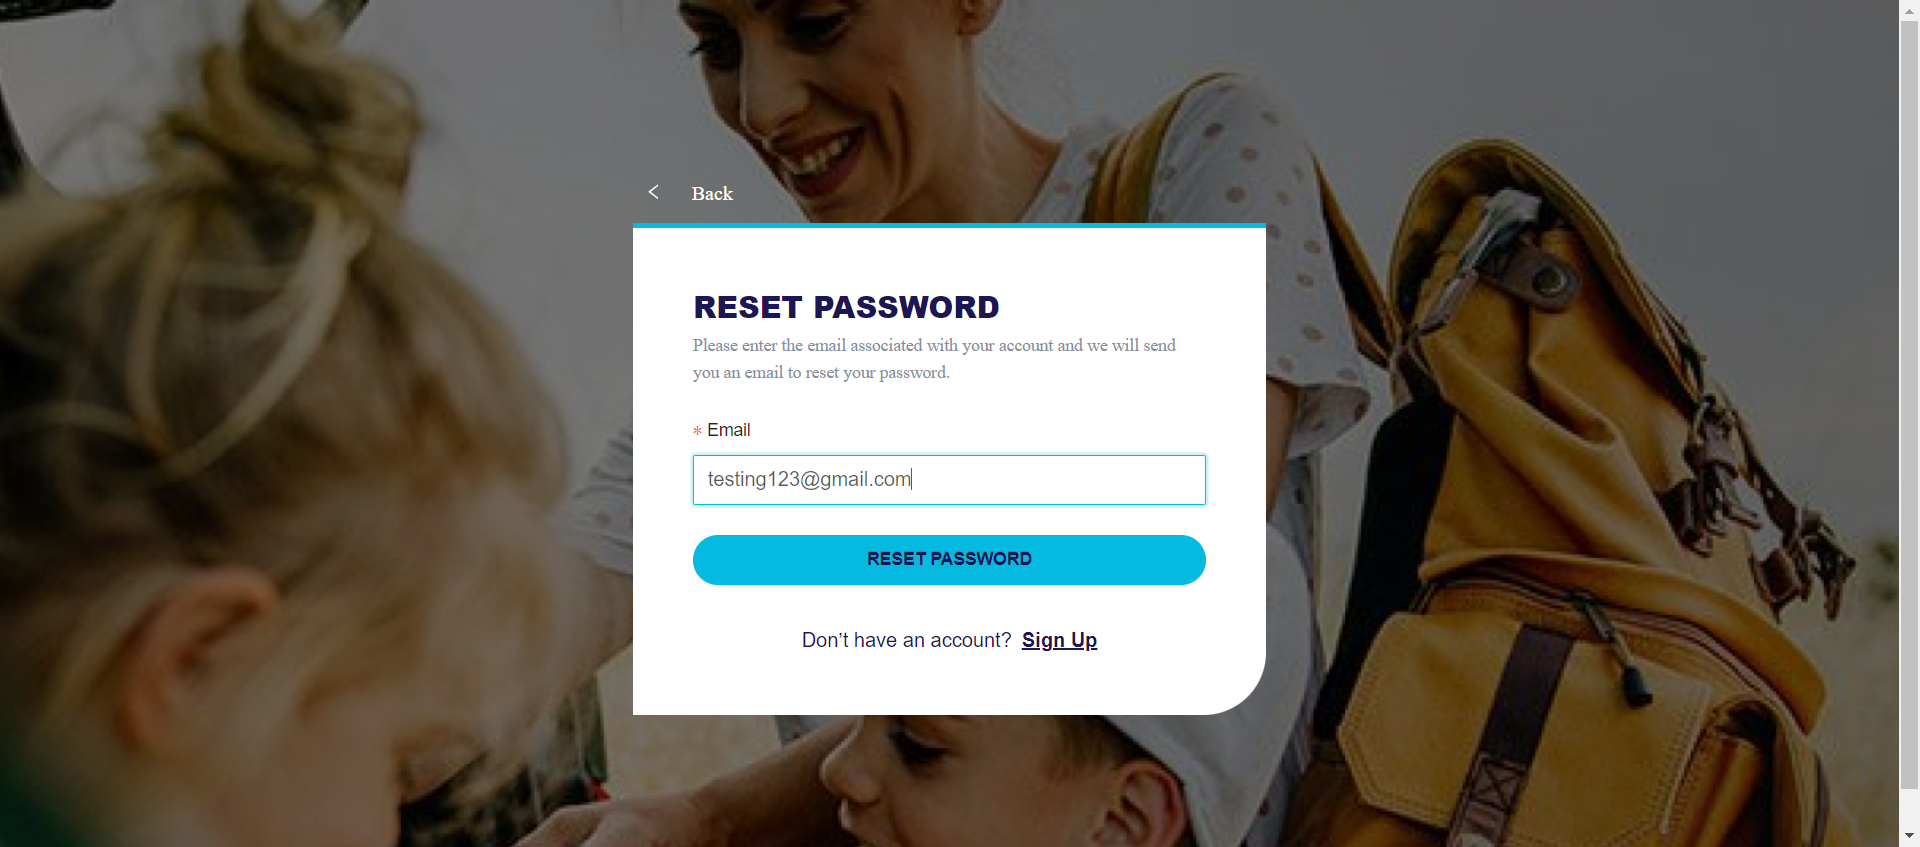 Back
RESET PASSWORD
Please enter the email associated with your account and we will send
you an email to reset your password.
* Email
testing123@gmail.com
RESET PASSWORD
Don’t have an account? Sign Up